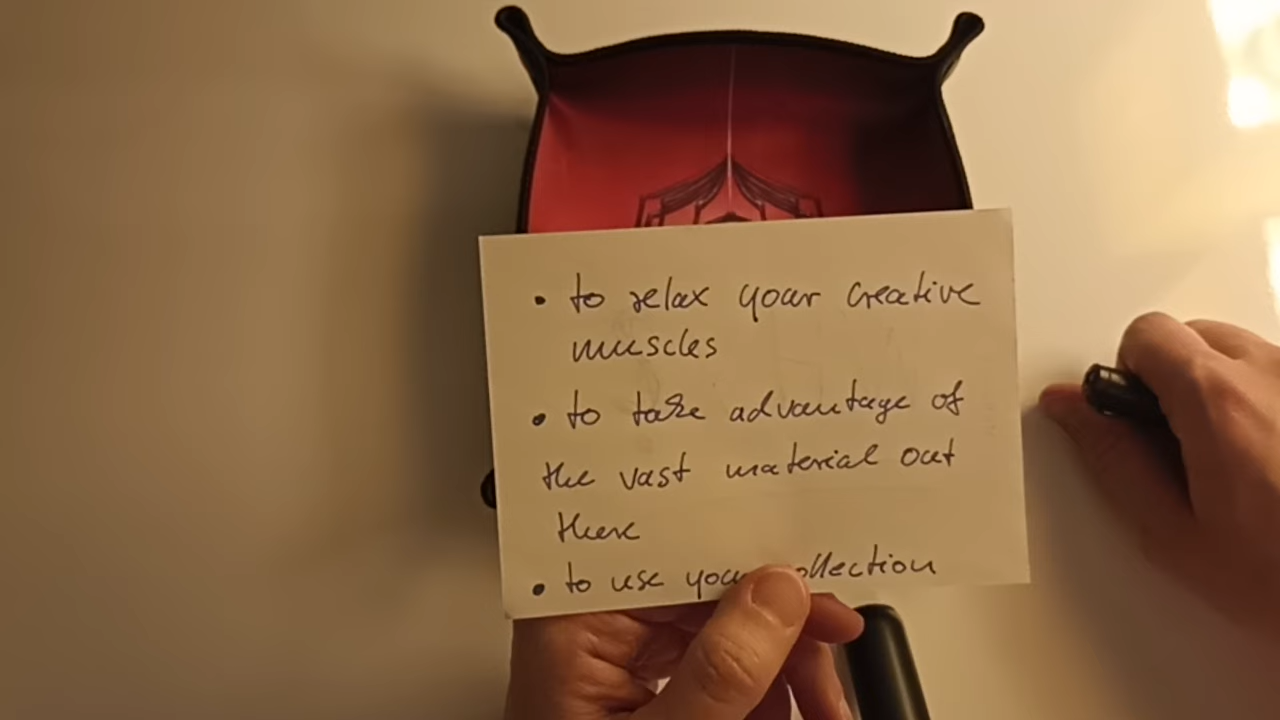 • to relax your creative
muscles
• to take advantage of
the vast material out
there
• to use your collection